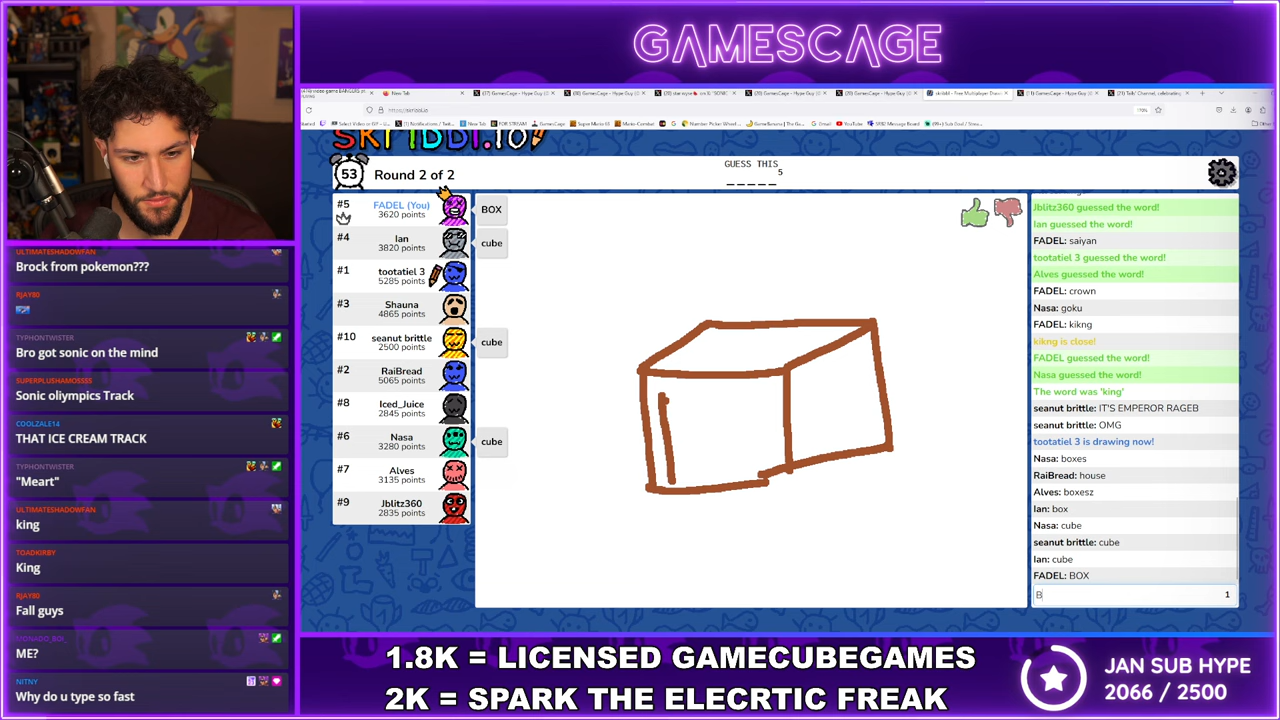 GAMESCAGE
New Tab
SKRIBBL.IO!
53
Round 2 of 2
GUESS THIS
_____ 5
#5 FADEL (You)
3620 points
BOX
#4 Ian
3820 points
cube
#1 tootatiel 3
5285 points
#3 Shauna
4865 points
#10 seanut brittle
2500 points
cube
#2 RaiBread
5065 points
#8 Iced_Juice
2845 points
#6 Nasa
3280 points
cube
#7 Alves
3135 points
#9 Jblitz360
2835 points
Jblitz360 guessed the word!
Ian guessed the word!
FADEL: saiyan
tootatiel 3 guessed the word!
Alves guessed the word!
FADEL: crown
Nasa: goku
FADEL: kikng
kikng is close!
FADEL guessed the word!
Nasa guessed the word!
The word was 'king'
seanut brittle: IT'S EMPEROR RAGEB
seanut brittle: OMG
tootatiel 3 is drawing now!
Nasa: boxes
RaiBread: house
Alves: boxesz
Ian: box
Nasa: cube
seanut brittle: cube
Ian: cube
FADEL: BOX
B 1
ULTIMATESHADOWFAN
Brock from pokemon???
RJAY80
TYPHONTWISTER
Bro got sonic on the mind
SUPERPLUSHAMOSSSS
Sonic oliympics Track
COOLZALE14
THAT ICE CREAM TRACK
TYPHONTWISTER
"Meart"
ULTIMATESHADOWFAN
king
TOADKIRBY
King
RJAY80
Fall guys
ME?
NITNY
Why do u type so fast
1.8K = LICENSED GAMECUBEGAMES
2K = SPARK THE ELECRTIC FREAK
JAN SUB HYPE
2066 / 2500